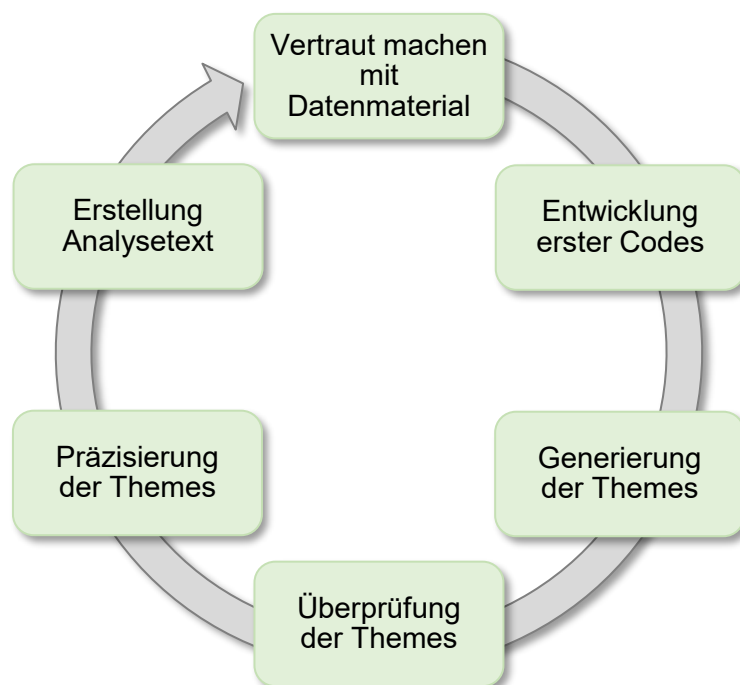 Vertraut machen
mit
Datenmaterial
Entwicklung
erster Codes
Generierung
der Themes
Überprüfung
der Themes
Präzisierung
der Themes
Erstellung
Analysetext